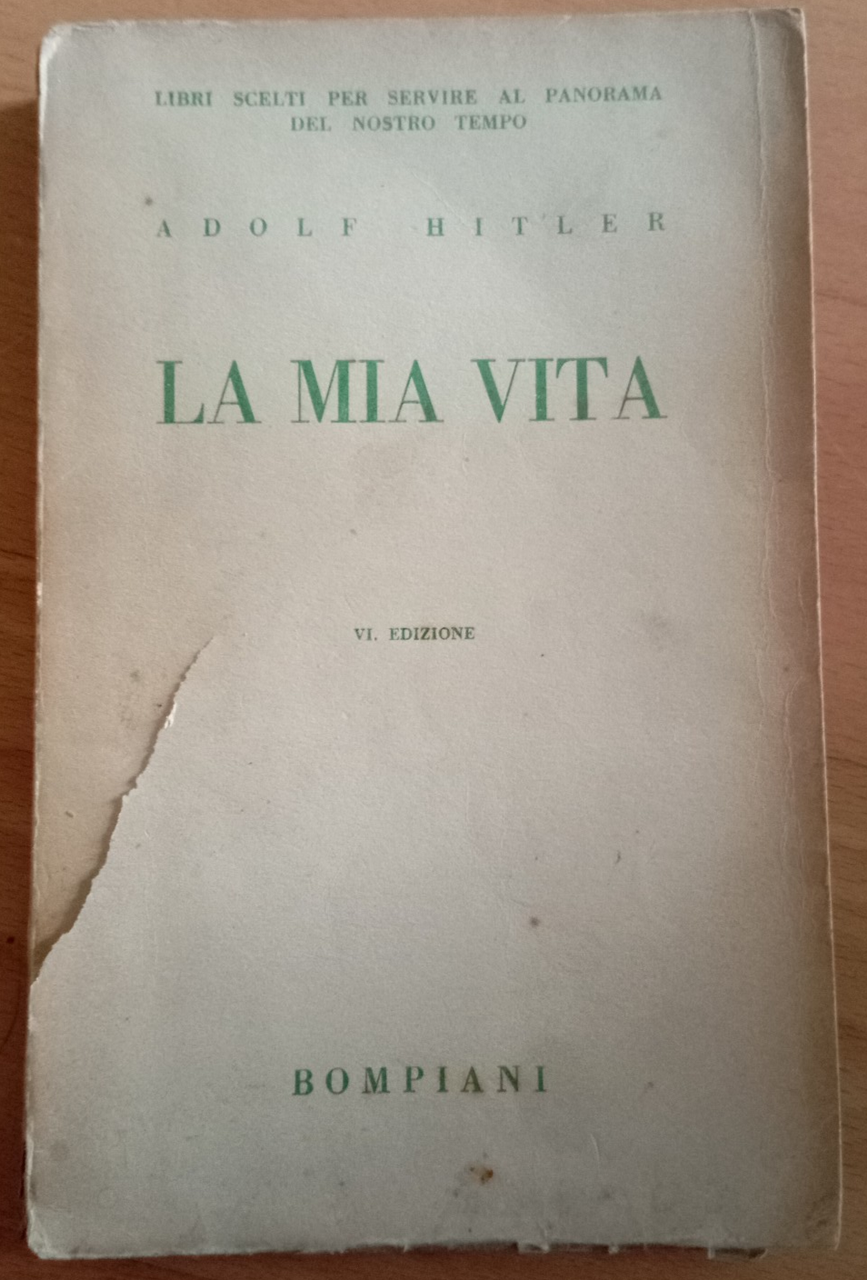 LIBRI SCELTI PER SERVIRE AL PANORAMA
DEL NOSTRO TEMPO
ADOLF HITLER
LA MIA VITA
VI. EDIZIONE
BOMPIANI